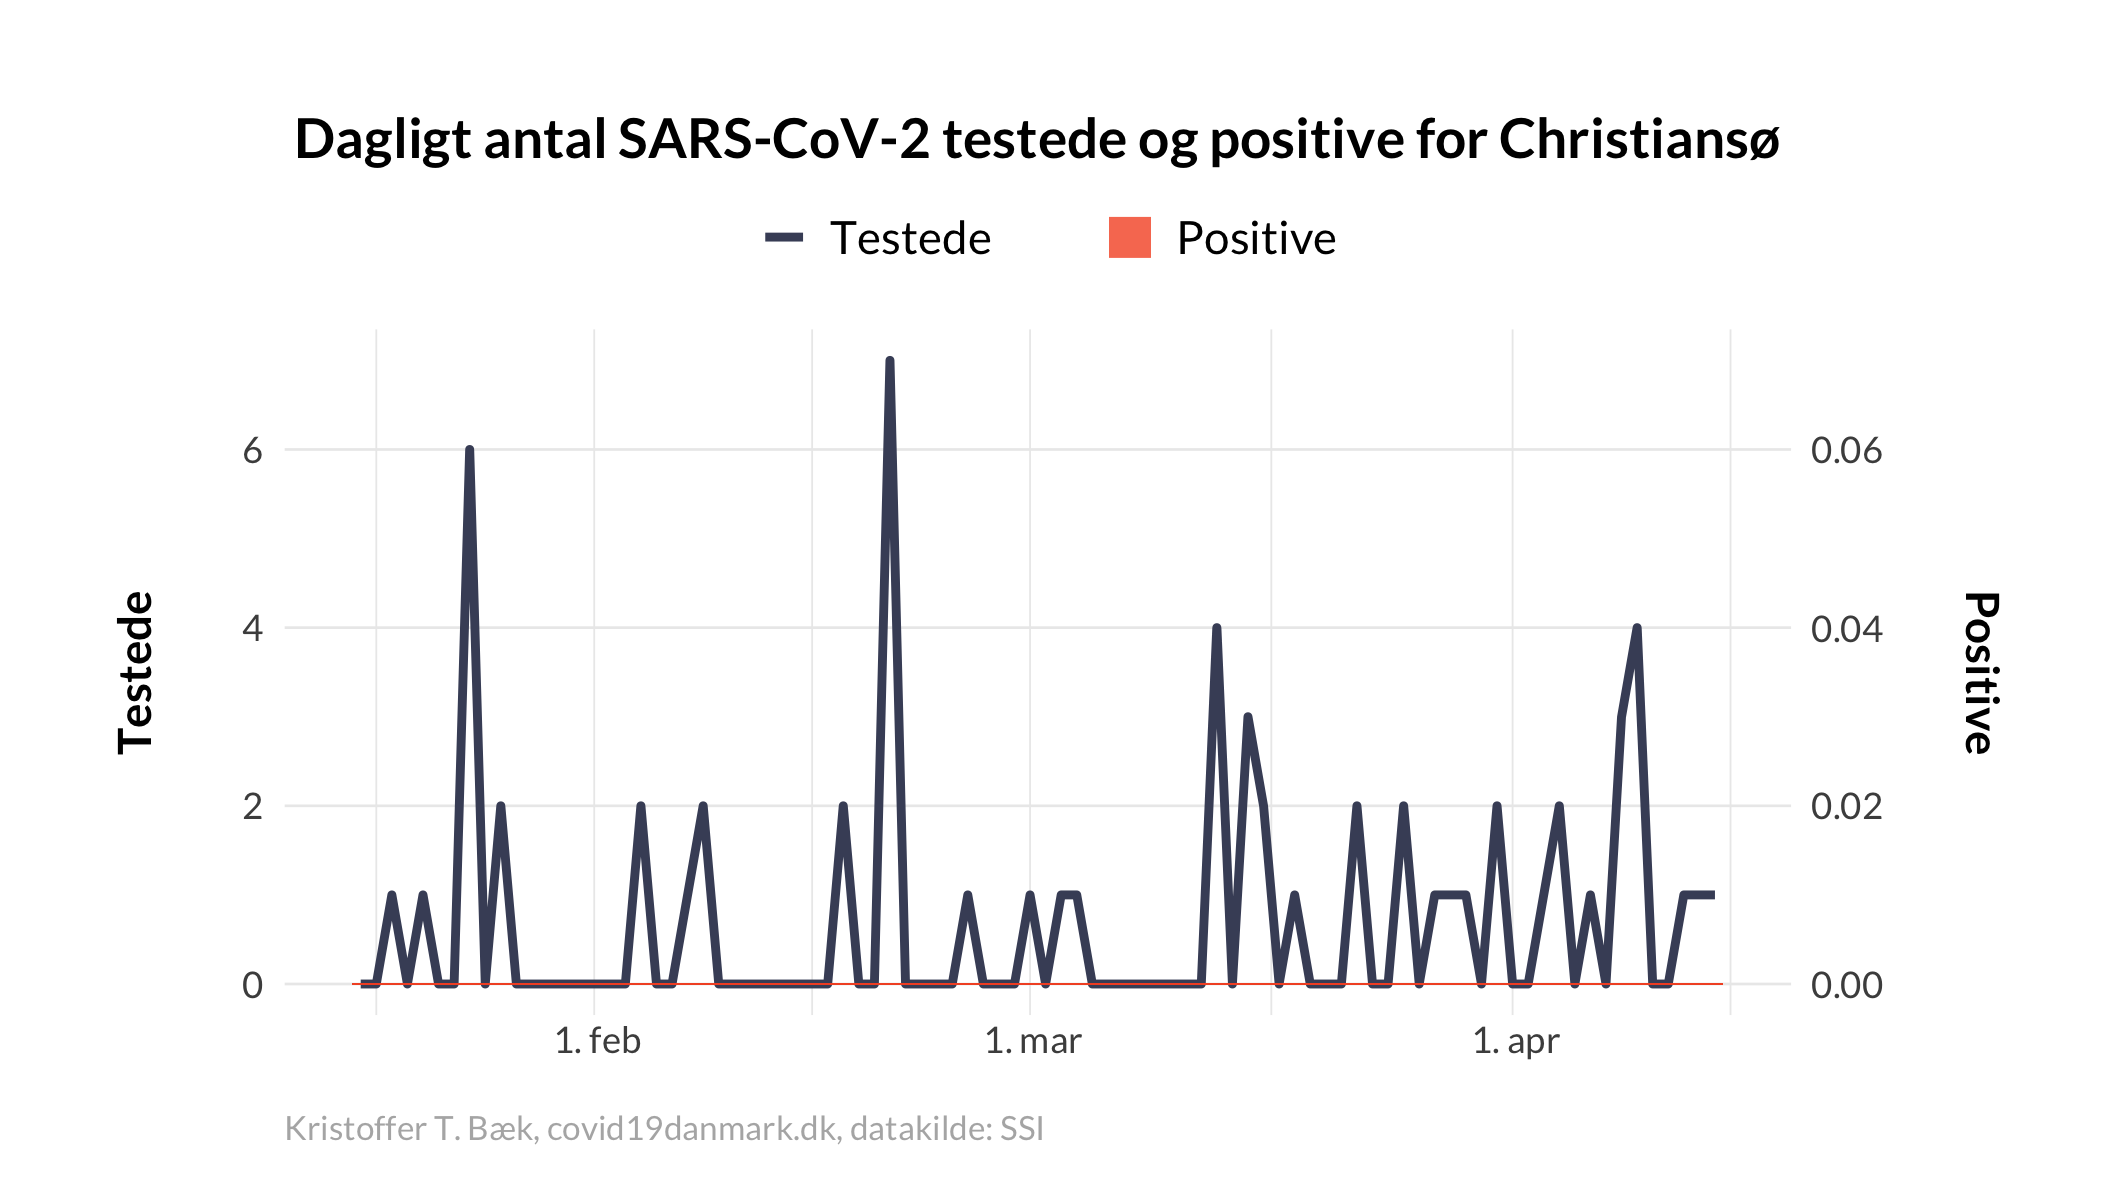 Dagligt antal SARS-CoV-2 testede og positive for Christiansø
Testede
Positive
6
4
2
0
0.06
0.04
0.02
0.00
Testede
Positive
1. feb
1. mar
1. apr
Kristoffer T. Bæk, covid19danmark.dk, datakilde: SSI